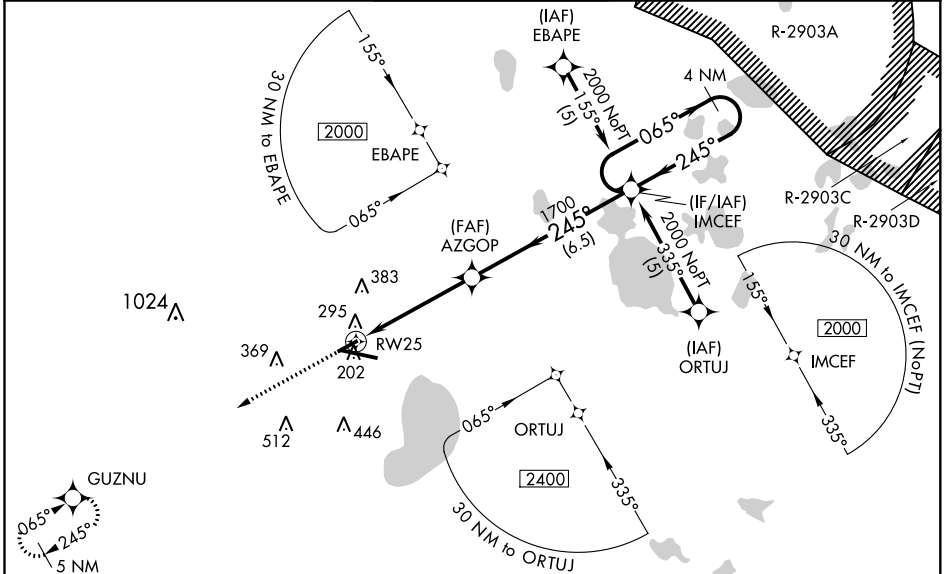 (IAF)
EBAPE
R-2903A
155°
30 NM to EBAPE
2000
EBAPE
065°
2000 NoPT
155°
(5)
4 NM
065°
245°
(IF/IAF)
IMCEF
R-2903C
R-2903D
(FAF)
AZGOP
1700
245°
(6.5)
2000 NoPT
335°
(5)
(IAF)
ORTUJ
30 NM to IMCEF (NoPT)
155°
2000
IMCEF
335°
1024
383
295
RW25
369
202
512
446
065°
ORTUJ
2400
335°
30 NM to ORTUJ
GUZNU
065°
245°
5 NM